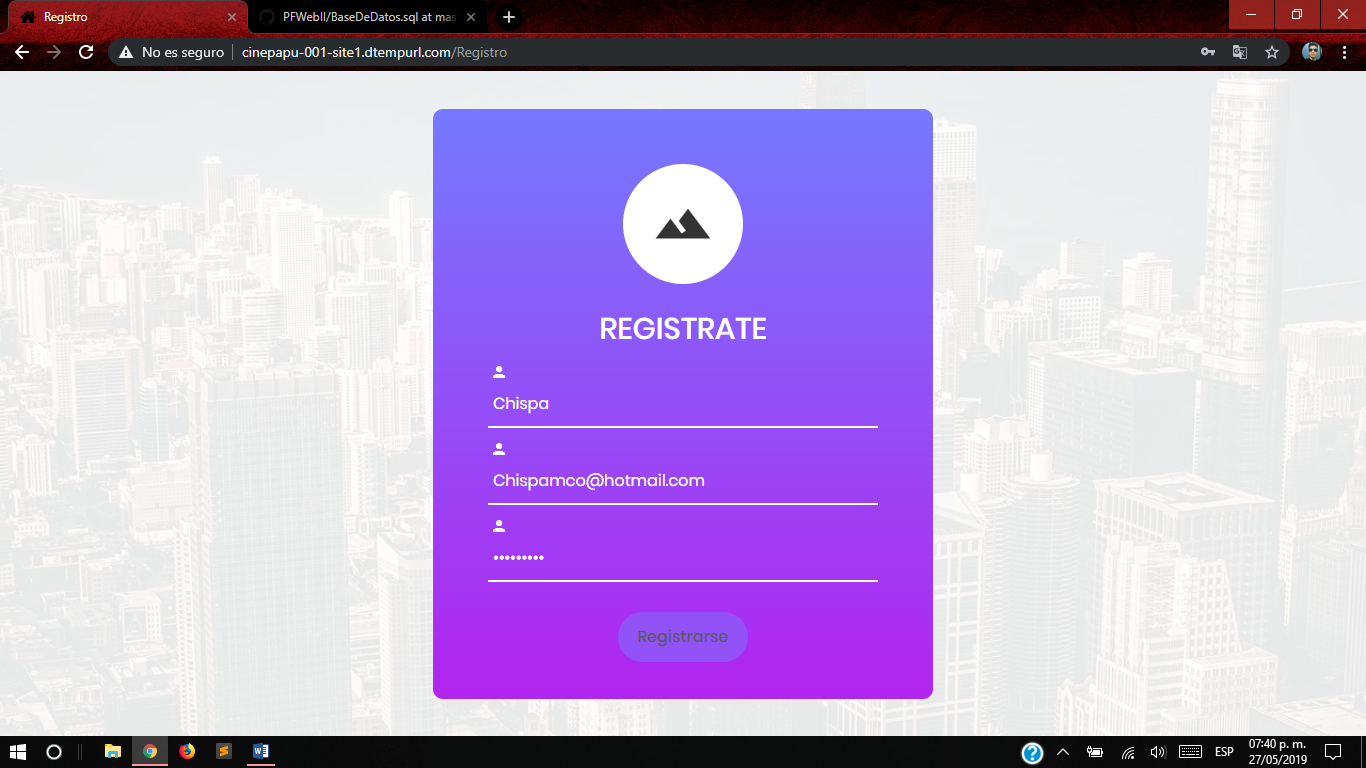 Registro
PFWebII/BaseDeDatos.sql at mas
No es seguro
cinepapu-001-site1.dtempurl.com/Registro
REGISTRATE
Chispa
Chispamco@hotmail.com
•••••••••
Registrarse
ESP
07:40 p. m.
27/05/2019